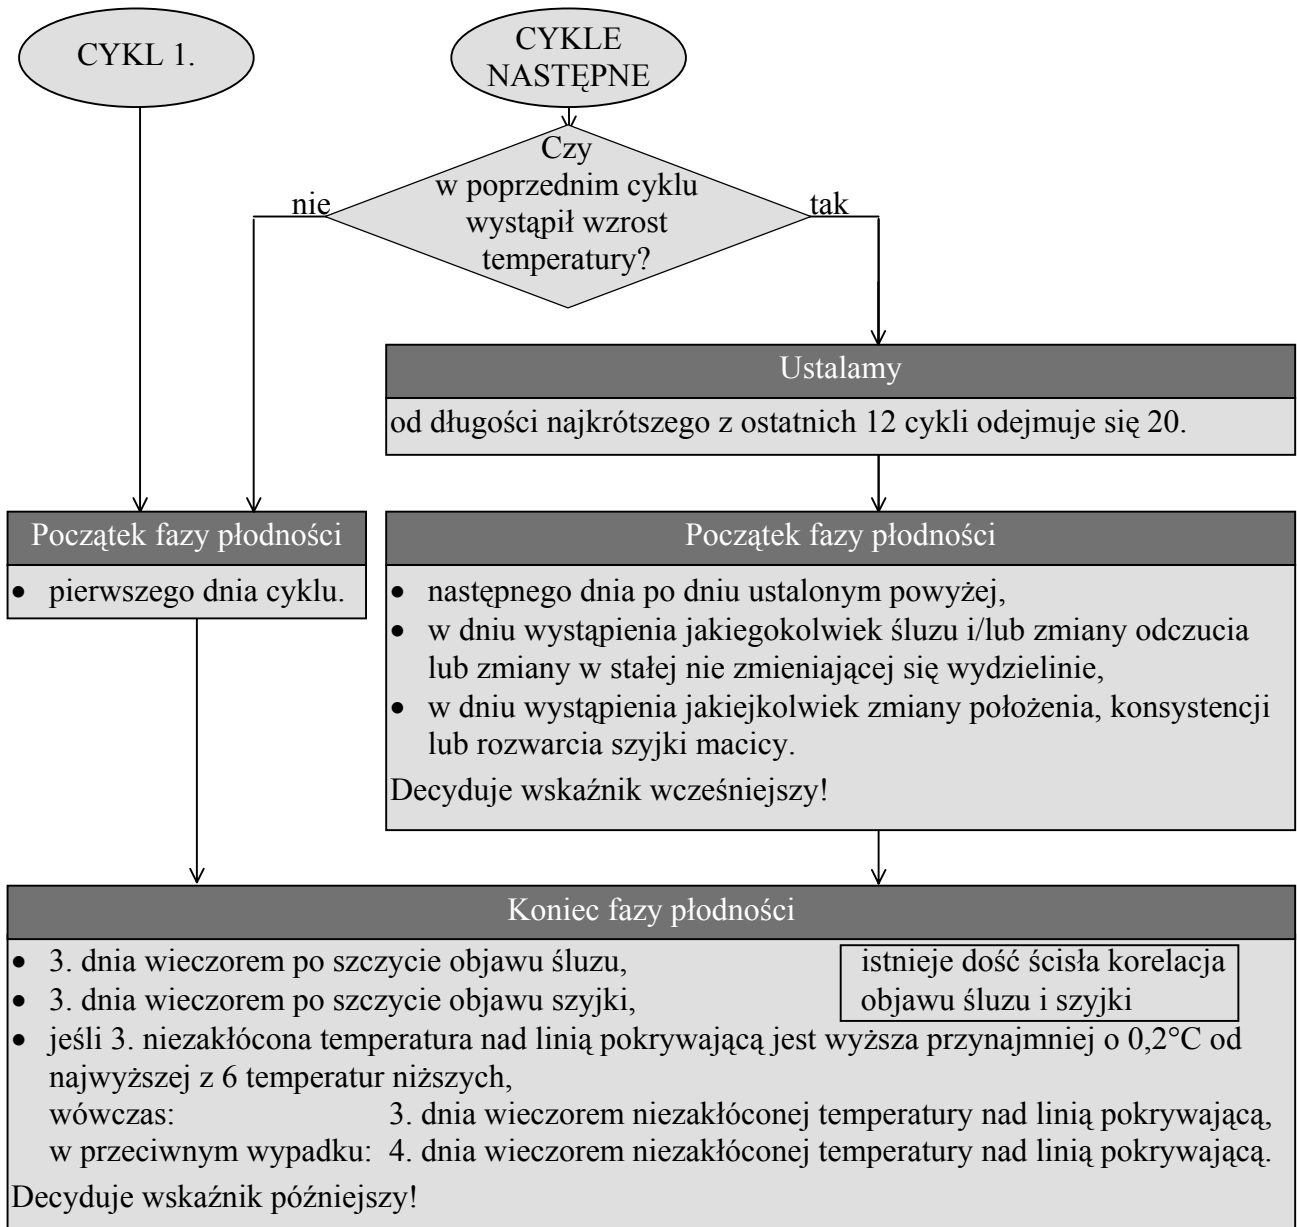 CYKL 1.
CYKLE
NASTĘPNE
Czy
w poprzednim cyklu
wystąpił wzrost
temperatury?
nie
tak
Ustalamy
od długości najkrótszego z ostatnich 12 cykli odejmuje się 20.
Początek fazy płodności
• pierwszego dnia cyklu.
Początek fazy płodności
• następnego dnia po dniu ustalonym powyżej,
• w dniu wystąpienia jakiegokolwiek śluzu i/lub zmiany odczucia
lub zmiany w stałej nie zmieniającej się wydzielinie,
• w dniu wystąpienia jakiejkolwiek zmiany położenia, konsystencji
lub rozwarcia szyjki macicy.
Decyduje wskaźnik wcześniejszy!
Koniec fazy płodności
• 3. dnia wieczorem po szczycie objawu śluzu,
• 3. dnia wieczorem po szczycie objawu szyjki,
istnieje dość ścisła korelacja
objawu śluzu i szyjki
• jeśli 3. niezakłócona temperatura nad linią pokrywającą jest wyższa przynajmniej o 0,2°C od
najwyższej z 6 temperatur niższych,
wówczas: 3. dnia wieczorem niezakłóconej temperatury nad linią pokrywającą,
w przeciwnym wypadku: 4. dnia wieczorem niezakłóconej temperatury nad linią pokrywającą.
Decyduje wskaźnik późniejszy!